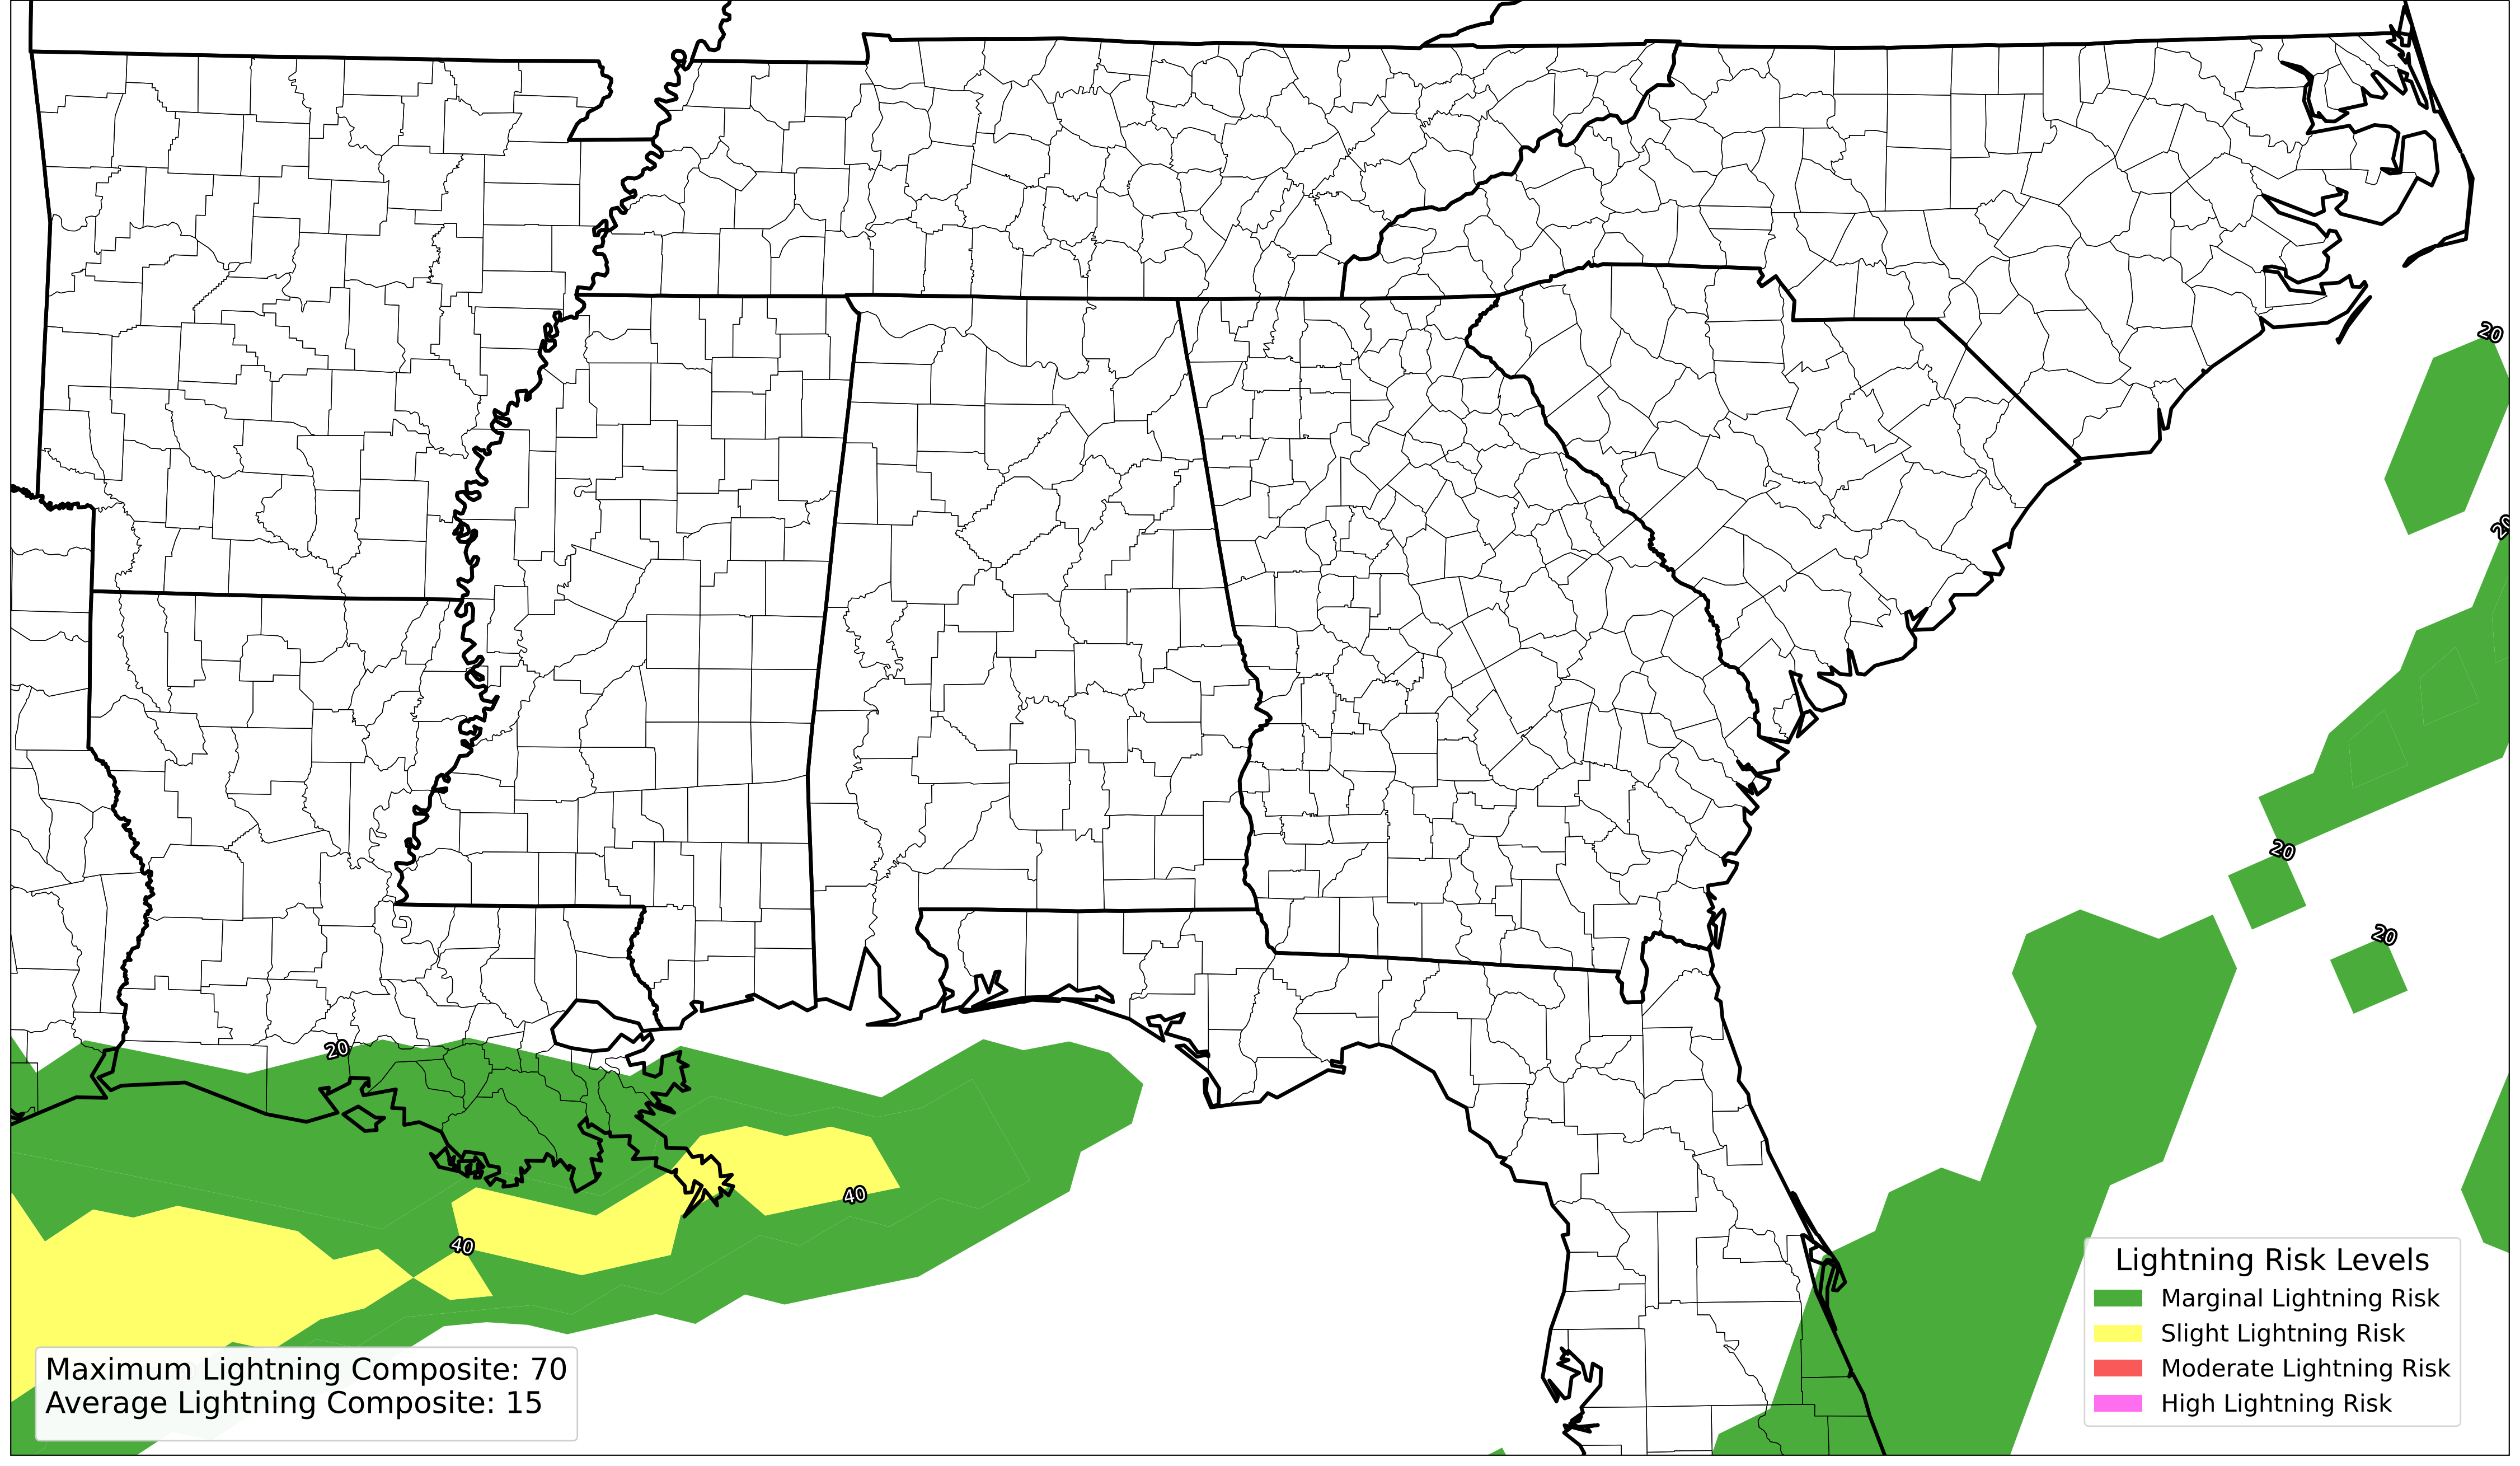 20
20
20
20
20
40
40
Lightning Risk Levels
Marginal Lightning Risk
Slight Lightning Risk
Moderate Lightning Risk
High Lightning Risk
Maximum Lightning Composite: 70
Average Lightning Composite: 15